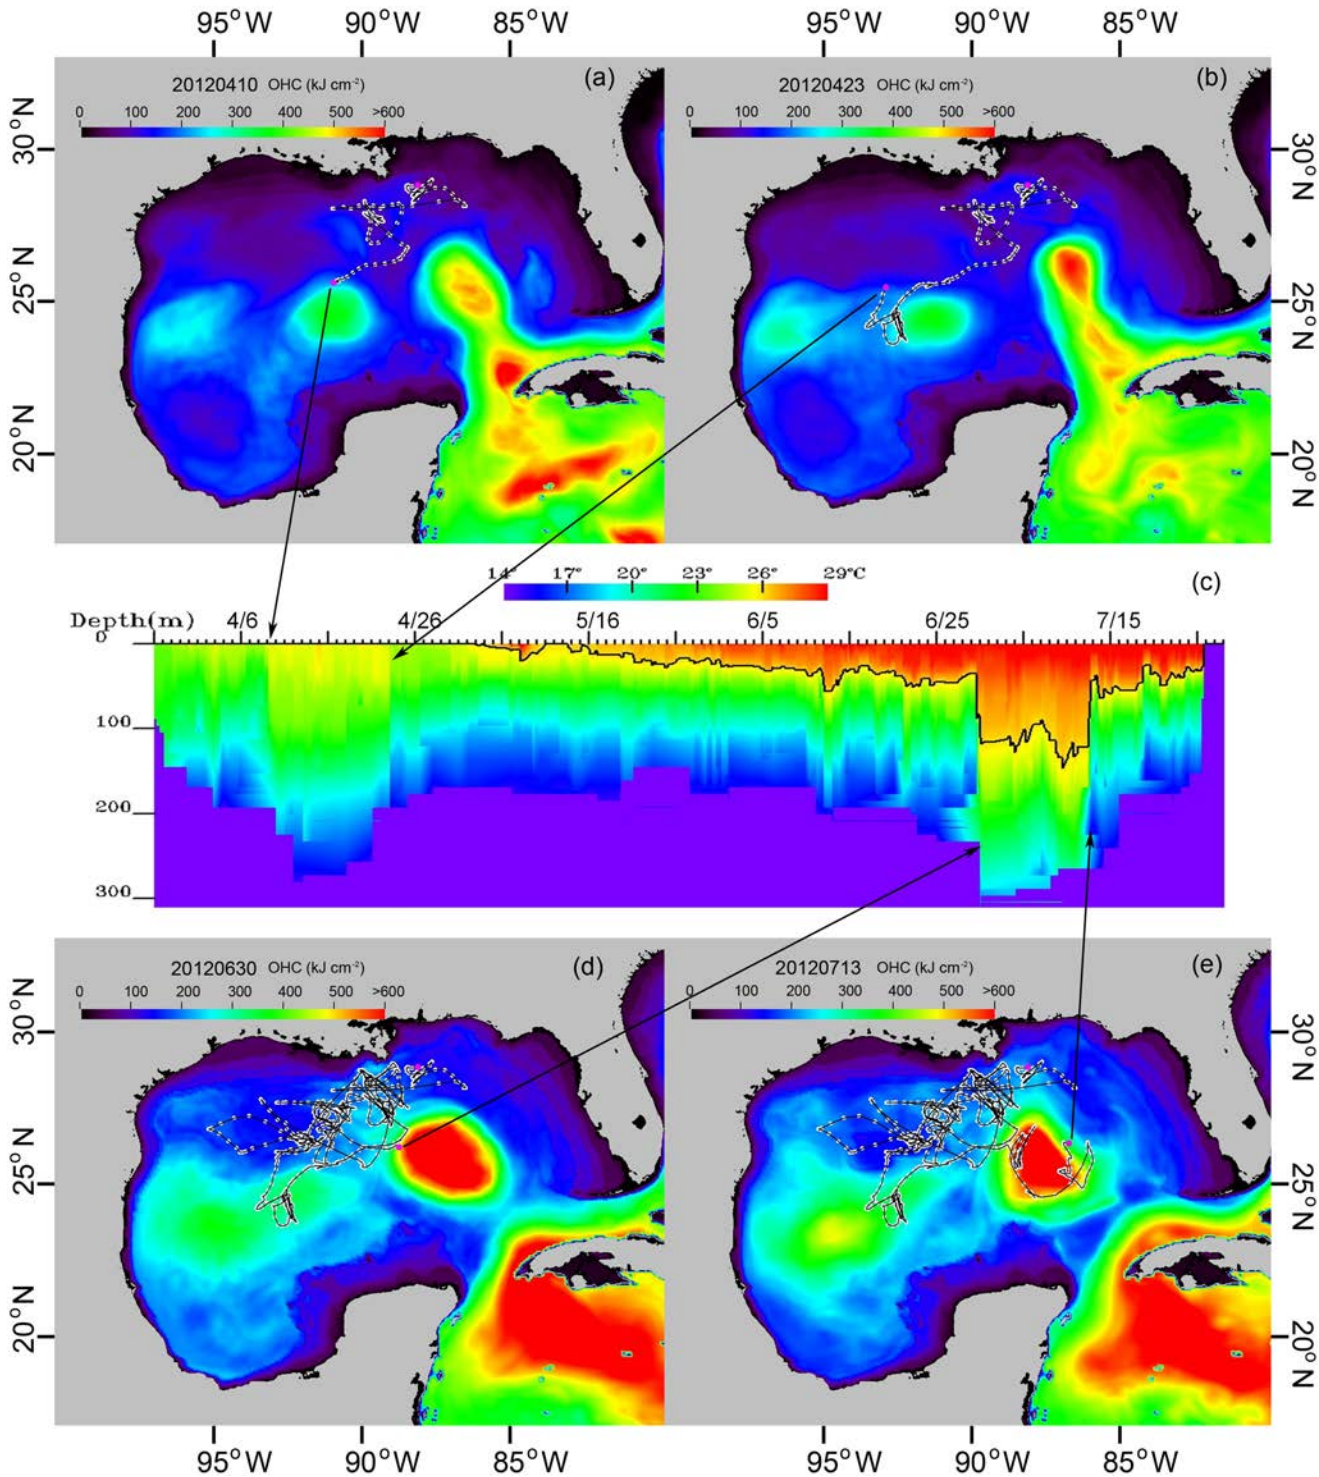 95°W 90°W 85°W 95°W 90°W 85°W
20120410 OHC (kJ cm⁻²) (a)
0 100 200 300 400 500 >600
20120423 OHC (kJ cm⁻²) (b)
0 100 200 300 400 500 >600
30°N 30°N
25°N 25°N
20°N 20°N
14° 17° 20° 23° 26° 29°C (c)
Depth(m) 4/6 4/26 5/16 6/5 6/25 7/15
0
100
200
300
20120630 OHC (kJ cm⁻²) (d)
0 100 200 300 400 500 >600
20120713 OHC (kJ cm⁻²) (e)
0 100 200 300 400 500 >600
30°N 30°N
25°N 25°N
20°N 20°N
95°W 90°W 85°W 95°W 90°W 85°W